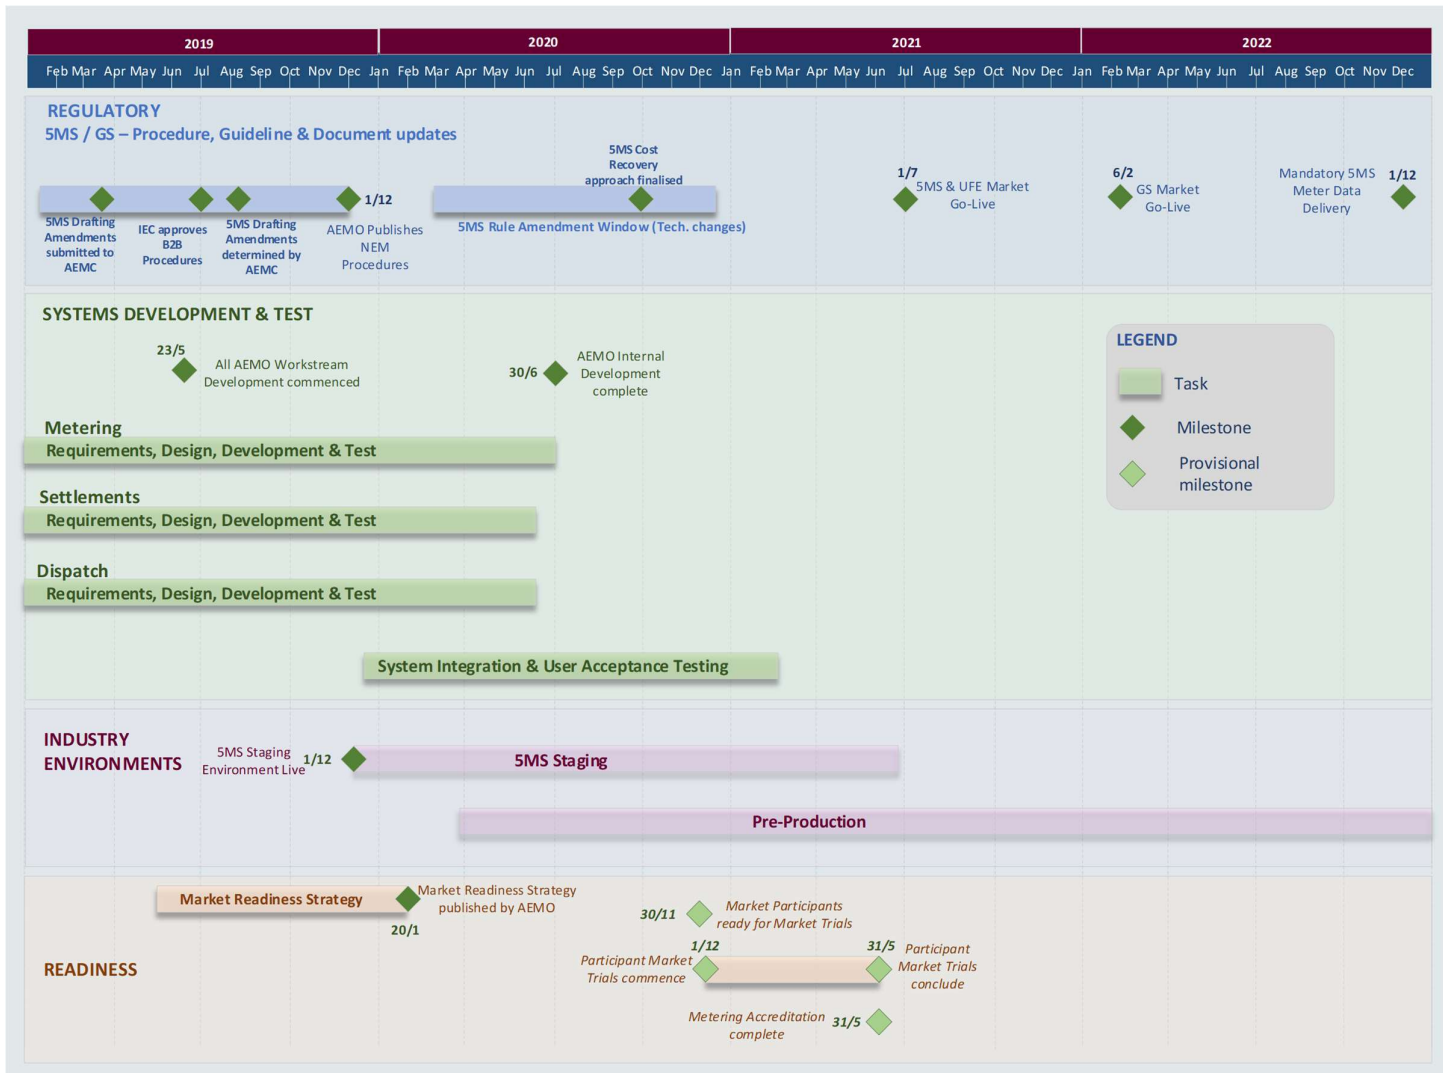 2019 2020 2021 2022
Feb Mar Apr May Jun Jul Aug Sep Oct Nov Dec Jan Feb Mar Apr May Jun Jul Aug Sep Oct Nov Dec Jan Feb Mar Apr May Jun Jul Aug Sep Oct Nov Dec Jan Feb Mar Apr May Jun Jul Aug Sep Oct Nov Dec
REGULATORY
5MS / GS – Procedure, Guideline & Document updates
5MS Drafting
Amendments
submitted to
AEMC
IEC approves
B2B
Procedures
5MS Drafting
Amendments
determined by
AEMC
1/12
AEMO Publishes
NEM
Procedures
5MS Cost
Recovery
approach finalised
5MS Rule Amendment Window (Tech. changes)
1/7
5MS & UFE Market
Go-Live
6/2
GS Market
Go-Live
Mandatory 5MS
Meter Data
Delivery
1/12
SYSTEMS DEVELOPMENT & TEST
23/5
All AEMO Workstream
Development commenced
30/6
AEMO Internal
Development
complete
LEGEND
Task
Milestone
Provisional
milestone
Metering
Requirements, Design, Development & Test
Settlements
Requirements, Design, Development & Test
Dispatch
Requirements, Design, Development & Test
System Integration & User Acceptance Testing
INDUSTRY
ENVIRONMENTS
5MS Staging
Environment Live
1/12
5MS Staging
Pre-Production
Market Readiness Strategy
Market Readiness Strategy
published by AEMO
20/1
30/11
Market Participants
ready for Market Trials
READINESS
1/12
Participant Market
Trials commence
31/5
Participant
Market Trials
conclude
Metering Accreditation
complete
31/5